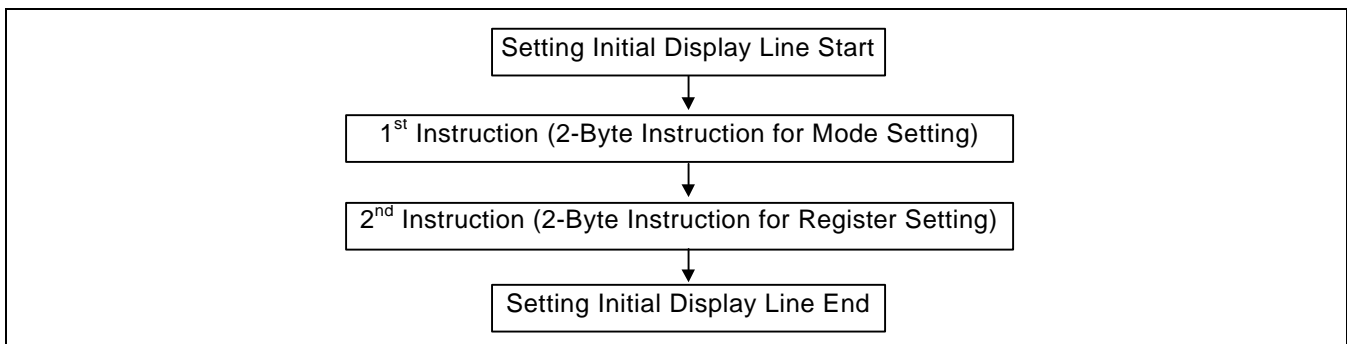 Setting Initial Display Line Start
1st Instruction (2-Byte Instruction for Mode Setting)
2nd Instruction (2-Byte Instruction for Register Setting)
Setting Initial Display Line End